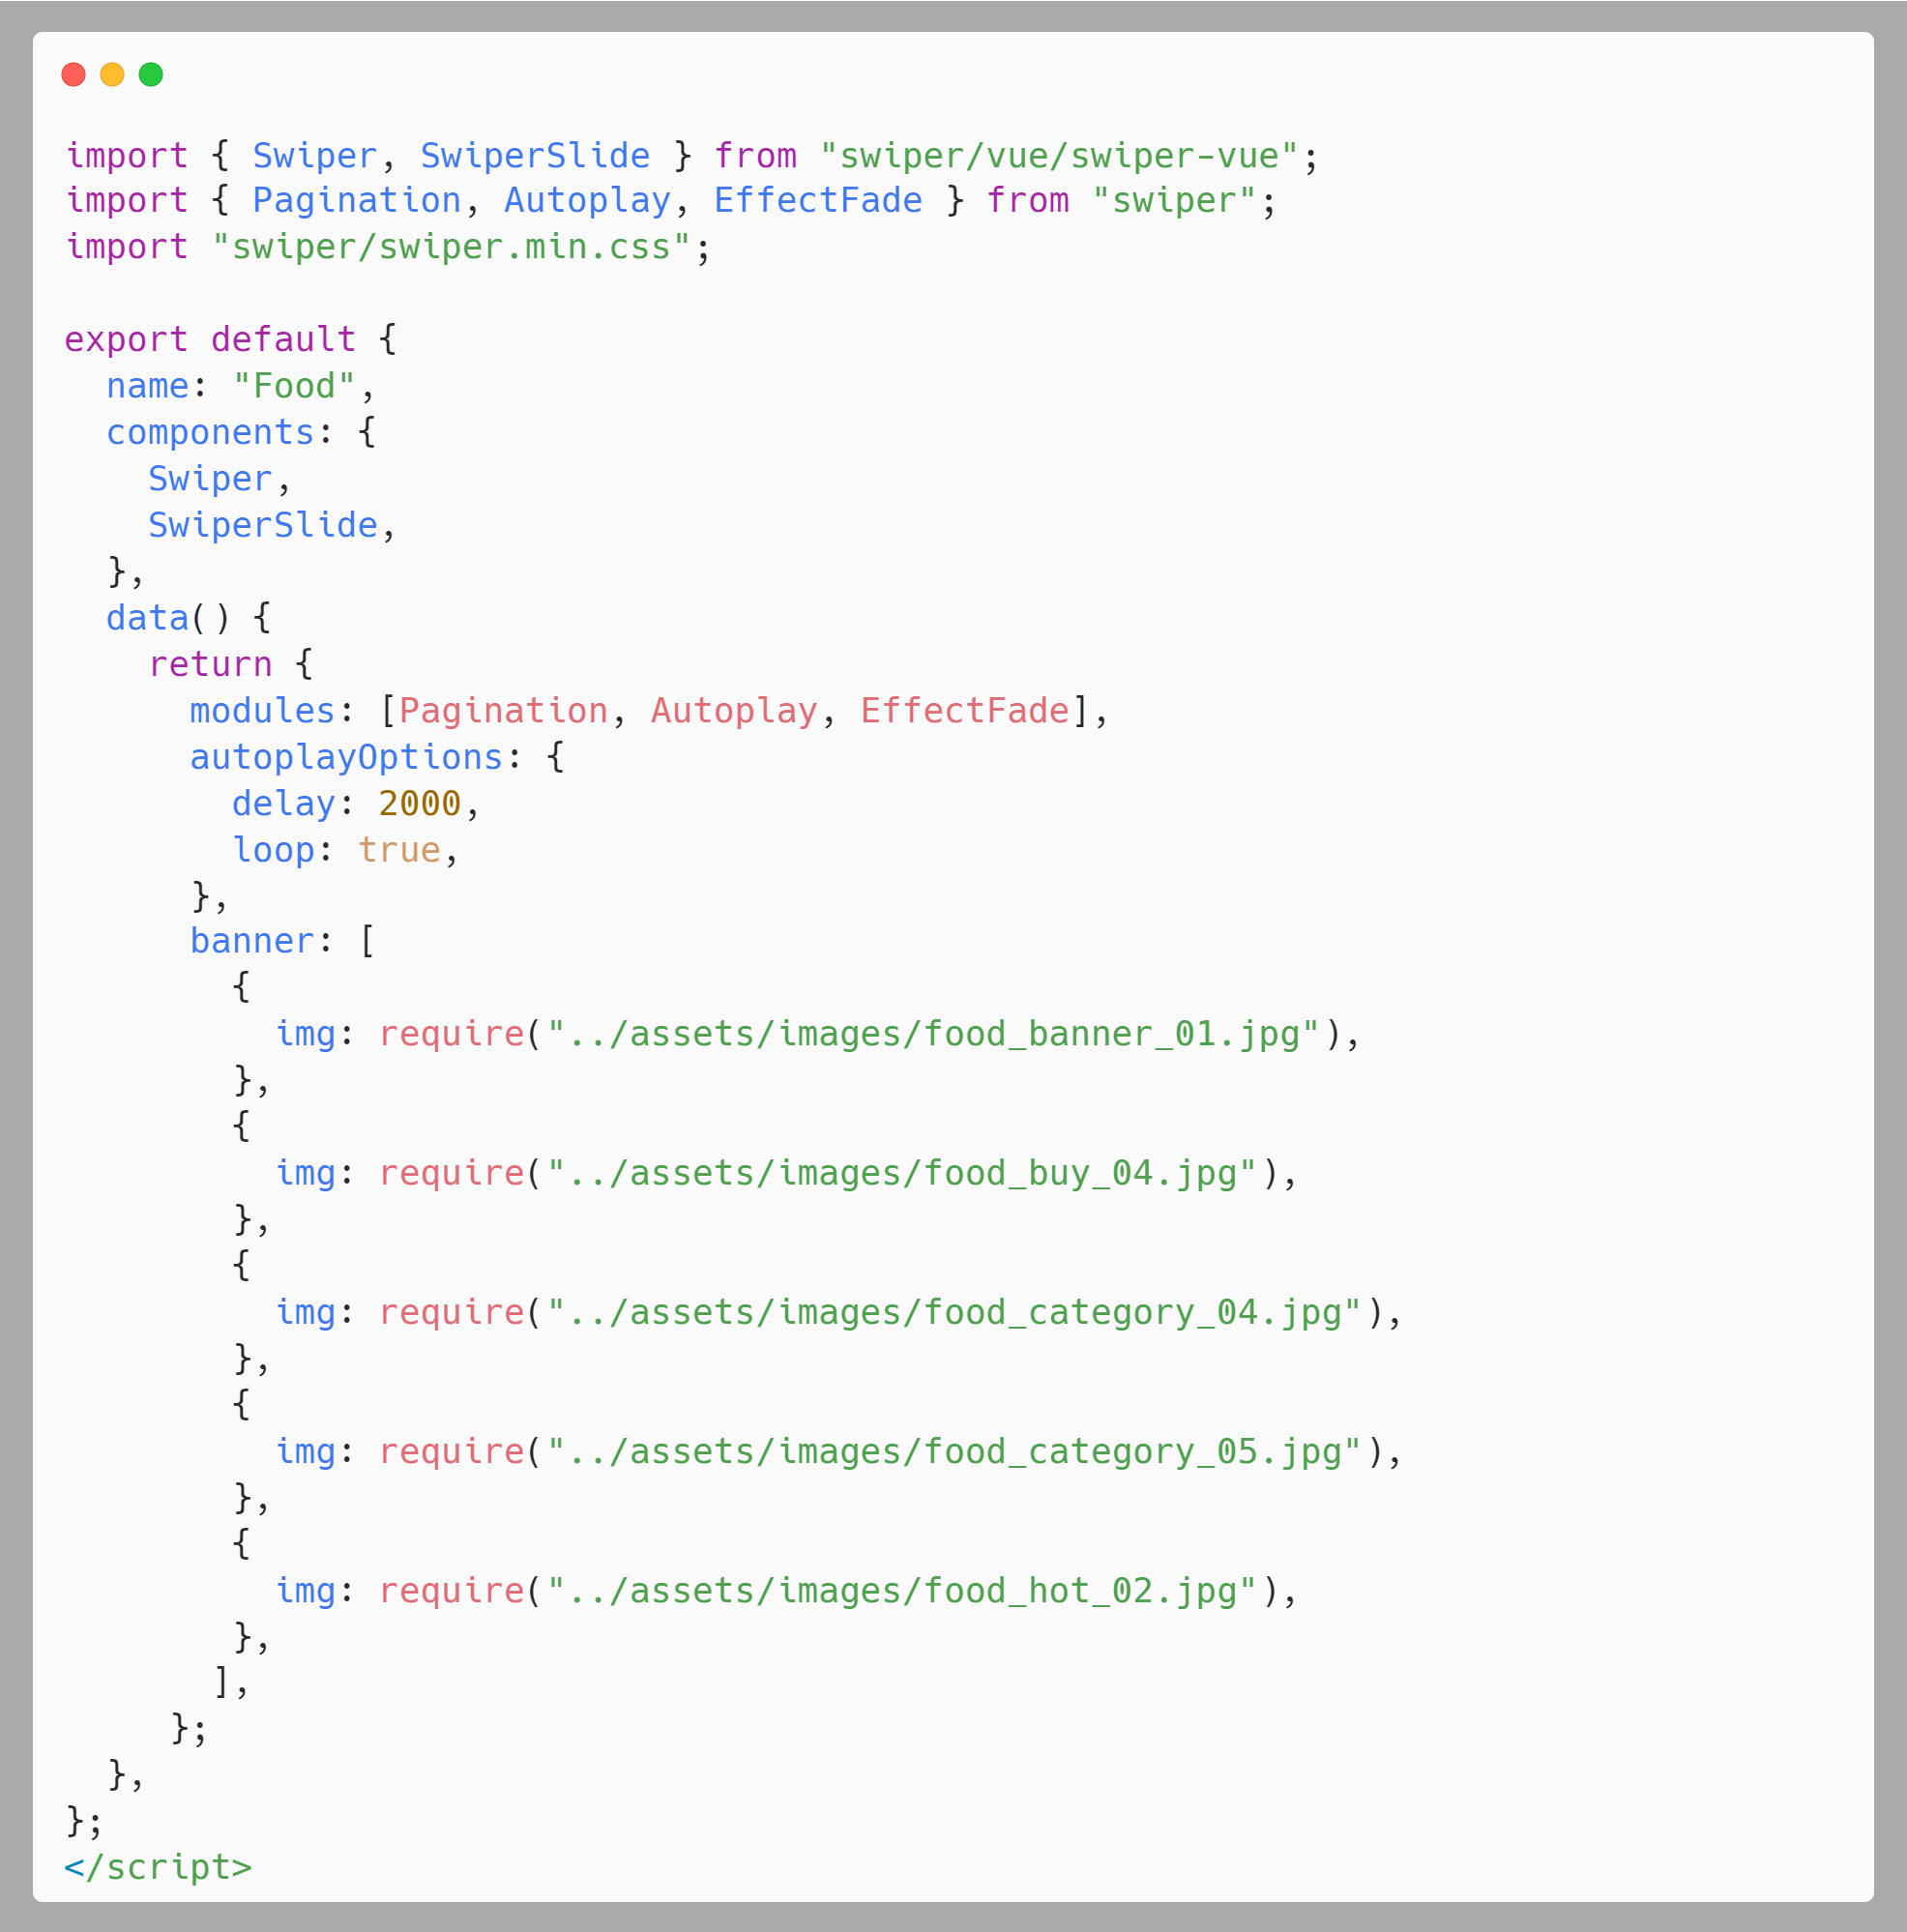 import { Swiper, SwiperSlide } from "swiper/vue/swiper-vue";
import { Pagination, Autoplay, EffectFade } from "swiper";
import "swiper/swiper.min.css";

export default {
  name: "Food",
  components: {
    Swiper,
    SwiperSlide,
  },
  data() {
    return {
      modules: [Pagination, Autoplay, EffectFade],
      autoplayOptions: {
        delay: 2000,
        loop: true,
      },
      banner: [
        {
          img: require("../assets/images/food_banner_01.jpg"),
        },
        {
          img: require("../assets/images/food_buy_04.jpg"),
        },
        {
          img: require("../assets/images/food_category_04.jpg"),
        },
        {
          img: require("../assets/images/food_category_05.jpg"),
        },
        {
          img: require("../assets/images/food_hot_02.jpg"),
        },
       ],
     };
  },
};
</script>